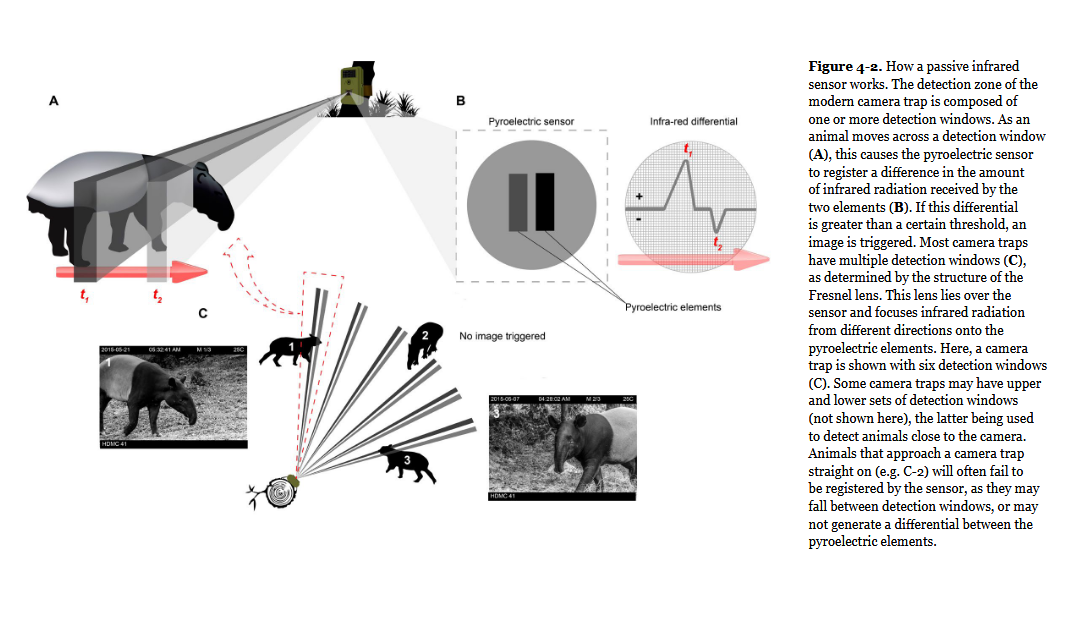 A
B
Pyroelectric sensor
Infra-red differential
t1
+
-
t2
Pyroelectric elements
t1
t2
C
1
2
No image triggered
3
2015-05-21 05:32:41 AM M 1/3 25C
1
HDMC 41
2015-05-07 04:28:02 AM M 2/3 25C
3
HDMC 41
Figure 4-2. How a passive infrared
sensor works. The detection zone of the
modern camera trap is composed of
one or more detection windows. As an
animal moves across a detection window
(A), this causes the pyroelectric sensor
to register a difference in the amount
of infrared radiation received by the
two elements (B). If this differential
is greater than a certain threshold, an
image is triggered. Most camera traps
have multiple detection windows (C),
as determined by the structure of the
Fresnel lens. This lens lies over the
sensor and focuses infrared radiation
from different directions onto the
pyroelectric elements. Here, a camera
trap is shown with six detection windows
(C). Some camera traps may have upper
and lower sets of detection windows
(not shown here), the latter being used
to detect animals close to the camera.
Animals that approach a camera trap
straight on (e.g. C-2) will often fail to
be registered by the sensor, as they may
fall between detection windows, or may
not generate a differential between the
pyroelectric elements.